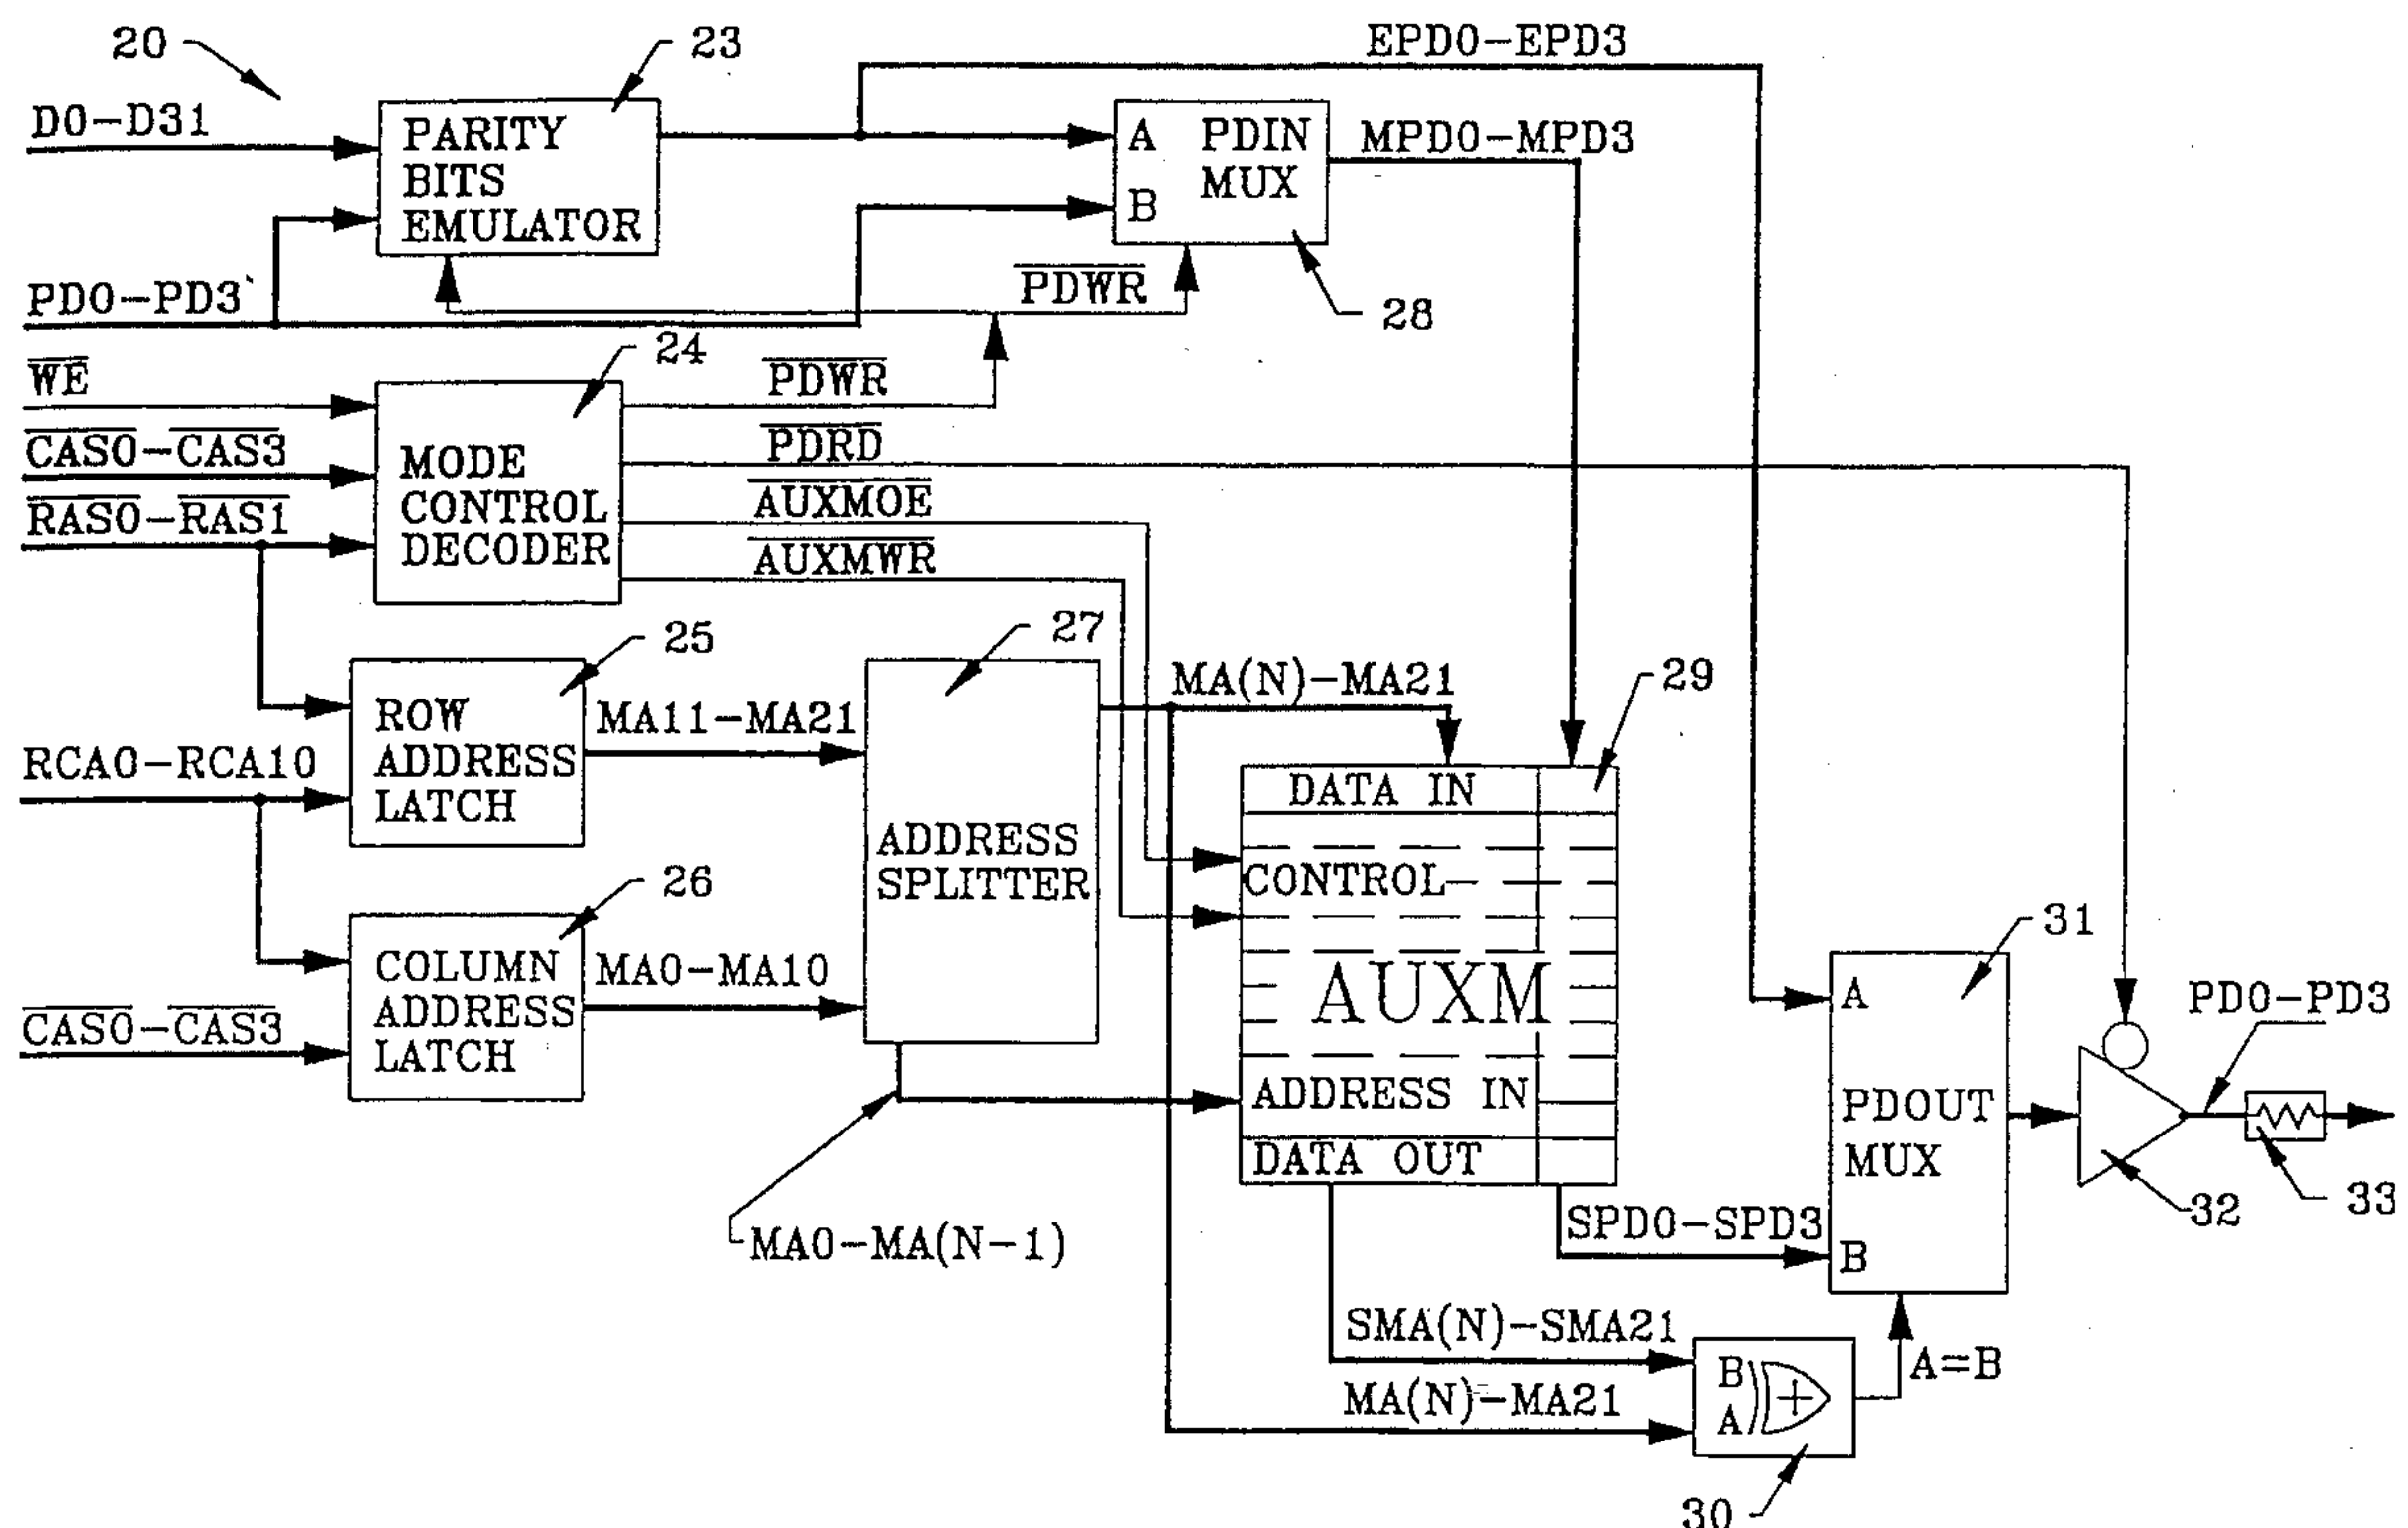 20
23
EPD0-EPD3
D0-D31
PARITY
BITS
EMULATOR
A
B
PDIN
MUX
MPD0-MPD3
PD0-PD3
PDWR
28
WE
24
PDWR
CAS0-CAS3
PDRD
MODE
CONTROL
DECODER
RAS0-RAS1
AUXMOE
AUXMWR
25
27
MA(N)-MA21
29
ROW
ADDRESS
LATCH
MA11-MA21
RCA0-RCA10
DATA IN
ADDRESS
SPLITTER
CONTROL
26
31
COLUMN
ADDRESS
LATCH
MA0-MA10
AUXM
A
PD0-PD3
CAS0-CAS3
ADDRESS IN
PDOUT
MUX
DATA OUT
32
33
MA0-MA(N-1)
SPD0-SPD3
B
SMA(N)-SMA21
A=B
MA(N)-MA21
B
A
30